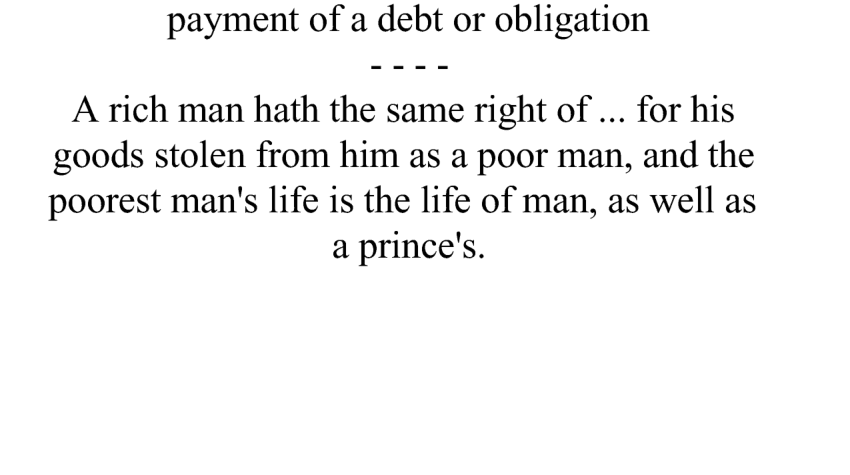 payment of a debt or obligation
- - - -
A rich man hath the same right of ... for his
goods stolen from him as a poor man, and the
poorest man's life is the life of man, as well as
a prince's.